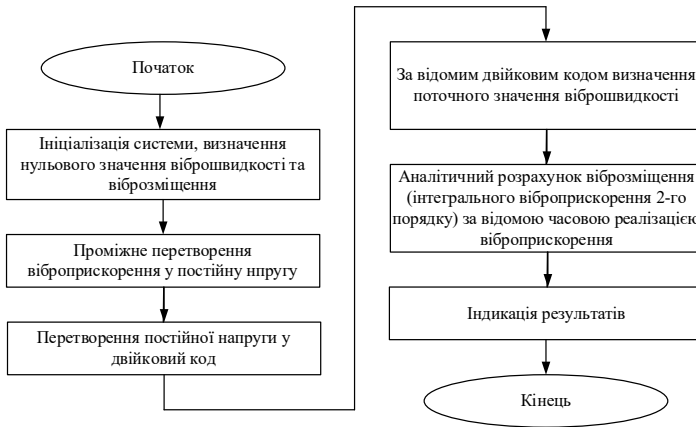 Початок
Ініціалізація системи, визначення
нульового значення віброшвидкості та
віброзміщення
Проміжне перетворення
віброприскорення у постійну нпругу
Перетворення постійної напруги у
двійковий код
За відомим двійковим кодом визначення
поточного значення віброшвидкості
Аналітичний розрахунок віброзміщення
(інтегрального віброприскорення 2-го
порядку) за відомою часовою реалізацією
віброприскорення
Індикація результатів
Кінець